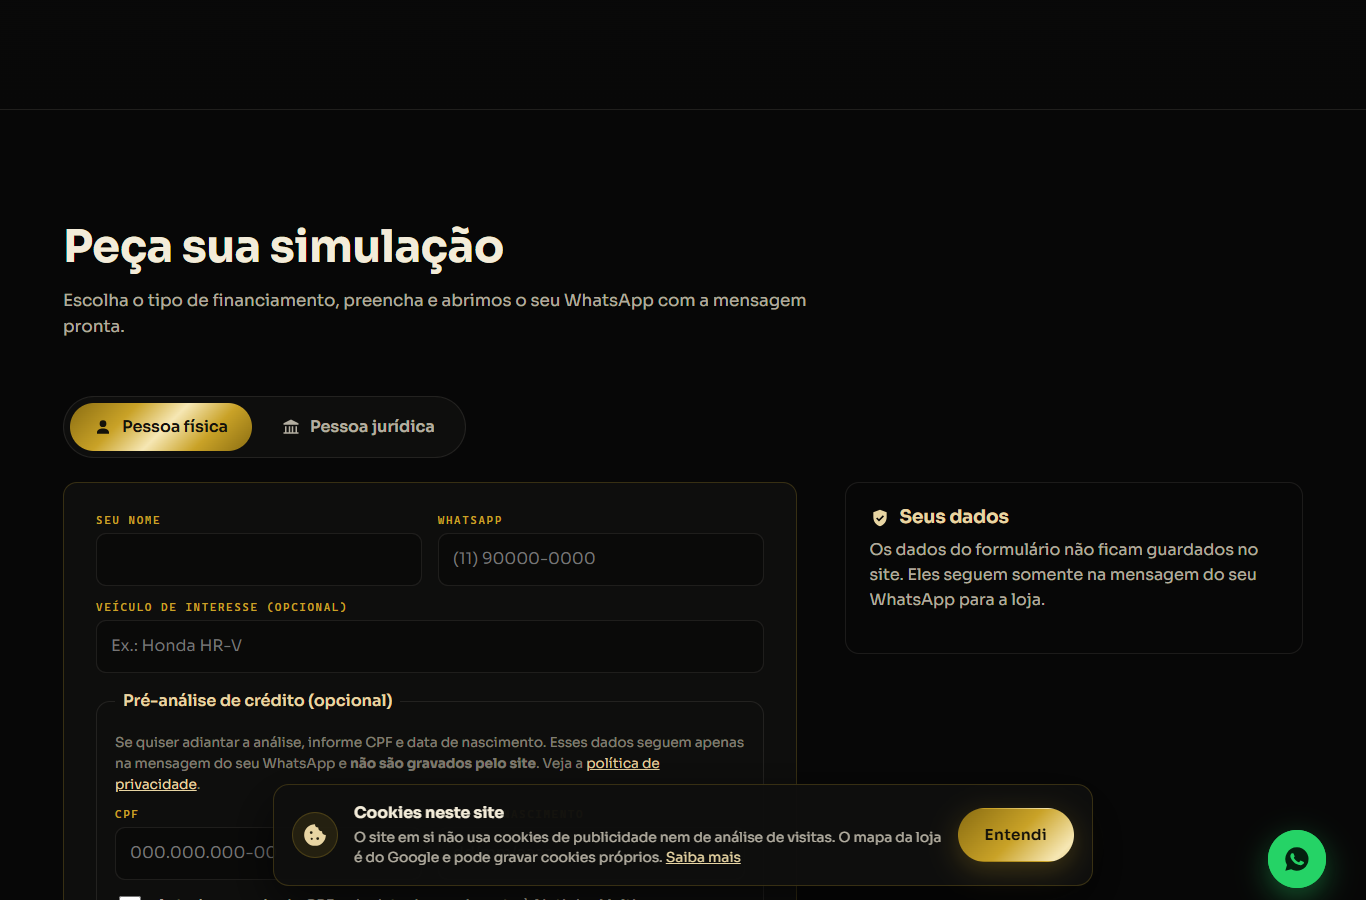 Peça sua simulação
Escolha o tipo de financiamento, preencha e abrimos o seu WhatsApp com a mensagem
pronta.
Pessoa física
Pessoa jurídica
SEU NOME
WHATSAPP
(11) 90000-0000
VEÍCULO DE INTERESSE (OPCIONAL)
Ex.: Honda HR-V
Pré-análise de crédito (opcional)
Se quiser adiantar a análise, informe CPF e data de nascimento. Esses dados seguem apenas
na mensagem do seu WhatsApp e não são gravados pelo site. Veja a política de
privacidade.
CPF
000.000.000-00
Seus dados
Os dados do formulário não ficam guardados no
site. Eles seguem somente na mensagem do seu
WhatsApp para a loja.
Cookies neste site
O site em si não usa cookies de publicidade nem de análise de visitas. O mapa da loja
é do Google e pode gravar cookies próprios. Saiba mais
Entendi